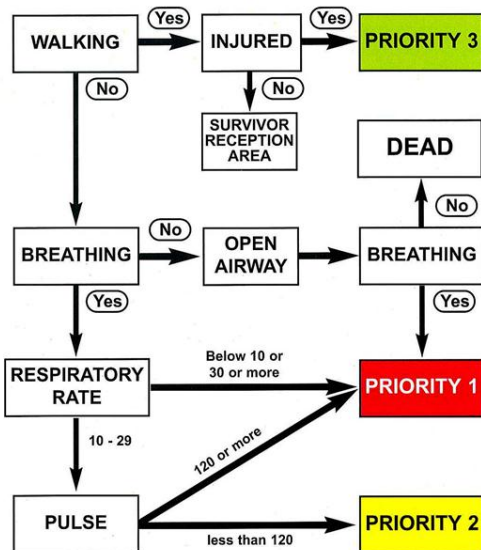 WALKING
Yes
INJURED
Yes
PRIORITY 3
No
No
SURVIVOR
RECEPTION
AREA
DEAD
No
BREATHING
No
OPEN
AIRWAY
BREATHING
Yes
Yes
RESPIRATORY
RATE
Below 10 or
30 or more
PRIORITY 1
10 - 29
120 or more
PULSE
less than 120
PRIORITY 2